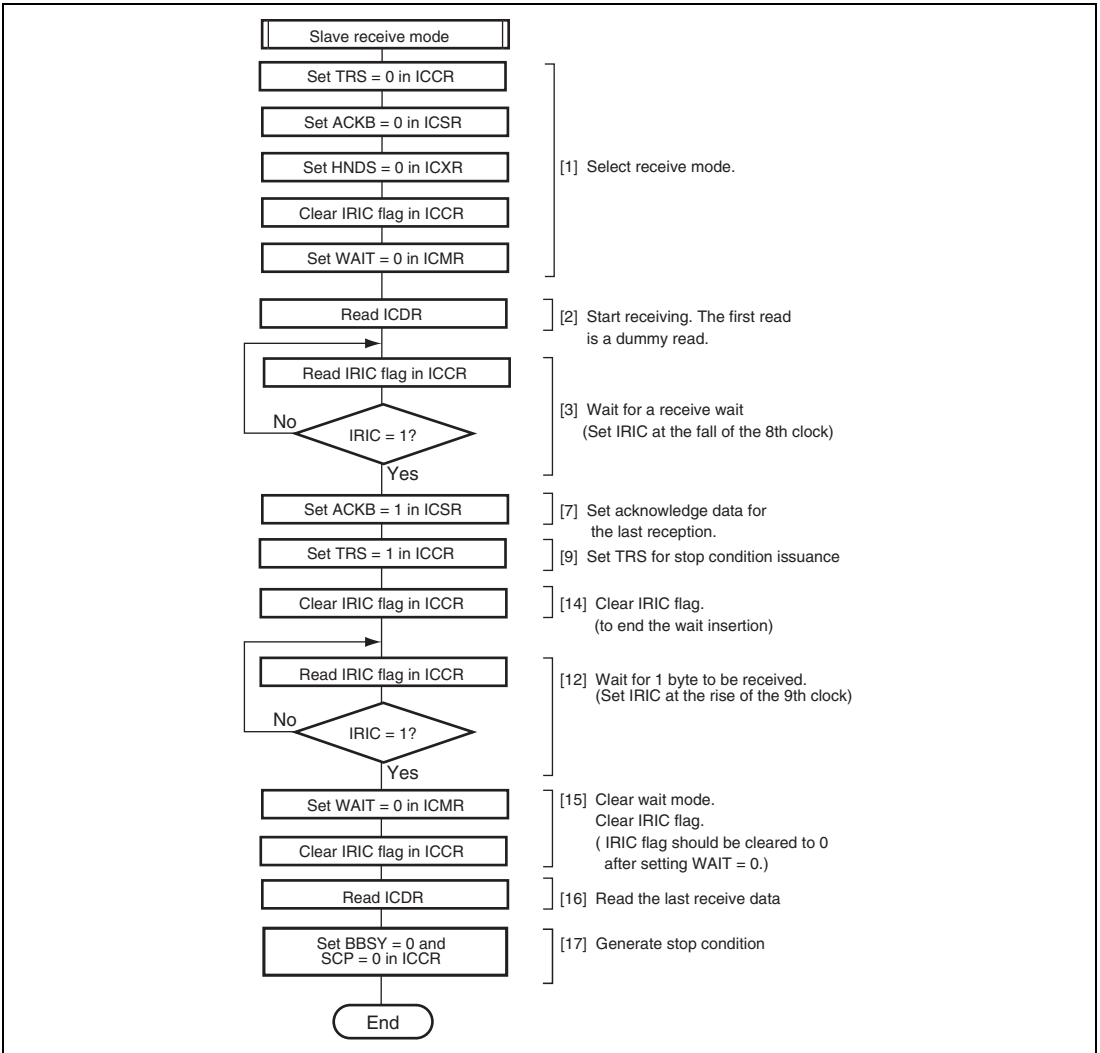 Slave receive mode
Set TRS = 0 in ICCR
Set ACKB = 0 in ICSR
Set HNDS = 0 in ICXR
Clear IRIC flag in ICCR
Set WAIT = 0 in ICMR
[1] Select receive mode.
Read ICDR
[2] Start receiving. The first read
is a dummy read.
Read IRIC flag in ICCR
No
IRIC = 1?
Yes
[3] Wait for a receive wait
(Set IRIC at the fall of the 8th clock)
Set ACKB = 1 in ICSR
[7] Set acknowledge data for
the last reception.
Set TRS = 1 in ICCR
[9] Set TRS for stop condition issuance
Clear IRIC flag in ICCR
[14] Clear IRIC flag.
(to end the wait insertion)
Read IRIC flag in ICCR
No
IRIC = 1?
Yes
[12] Wait for 1 byte to be received.
(Set IRIC at the rise of the 9th clock)
Set WAIT = 0 in ICMR
Clear IRIC flag in ICCR
[15] Clear wait mode.
Clear IRIC flag.
( IRIC flag should be cleared to 0
after setting WAIT = 0.)
Read ICDR
[16] Read the last receive data
Set BBSY = 0 and
SCP = 0 in ICCR
[17] Generate stop condition
End